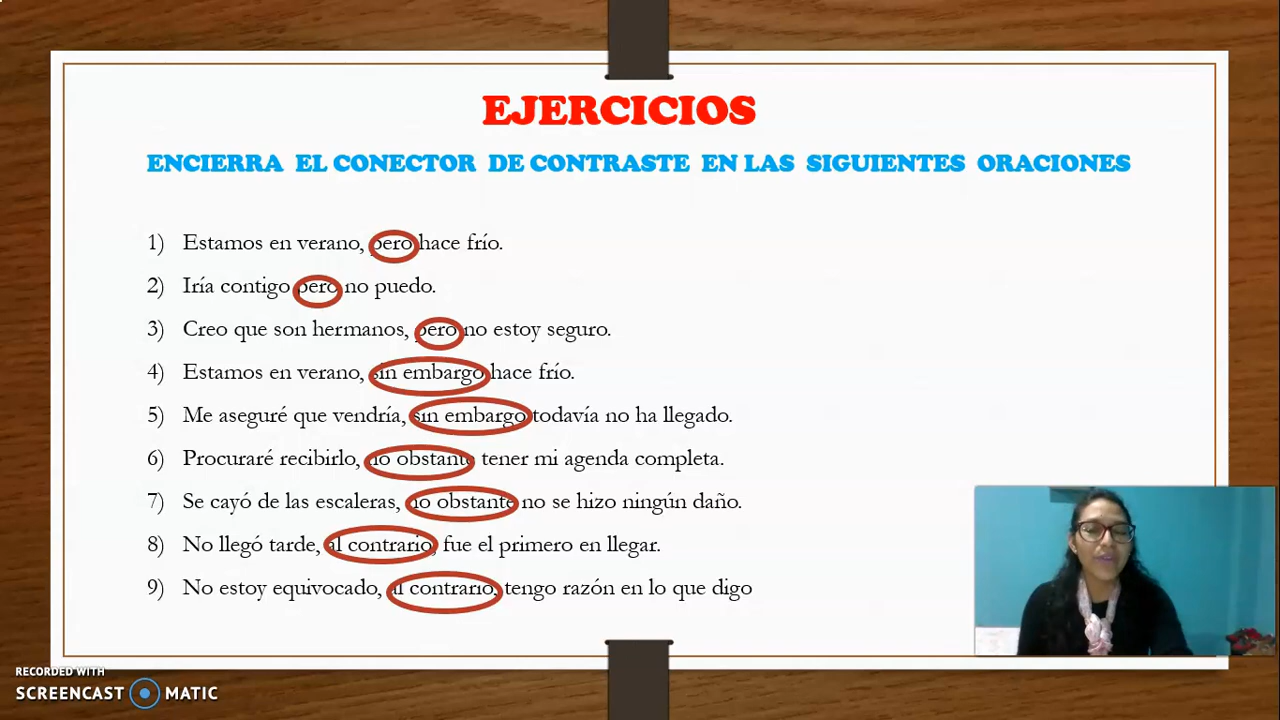 EJERCICIOS
ENCIERRA EL CONECTOR DE CONTRASTE EN LAS SIGUIENTES ORACIONES
1) Estamos en verano, pero hace frío.
2) Iría contigo pero no puedo.
3) Creo que son hermanos, pero no estoy seguro.
4) Estamos en verano, sin embargo hace frío.
5) Me aseguré que vendría, sin embargo todavía no ha llegado.
6) Procuraré recibirlo, no obstante tener mi agenda completa.
7) Se cayó de las escaleras, no obstante no se hizo ningún daño.
8) No llegó tarde, al contrario, fue el primero en llegar.
9) No estoy equivocado, al contrario, tengo razón en lo que digo
RECORDED WITH
SCREENCAST MATIC